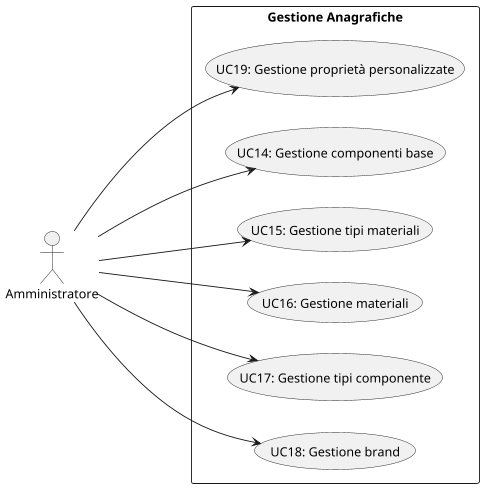 Gestione Anagrafiche
UC19: Gestione proprietà personalizzate
UC14: Gestione componenti base
UC15: Gestione tipi materiali
Amministratore
UC16: Gestione materiali
UC17: Gestione tipi componente
UC18: Gestione brand